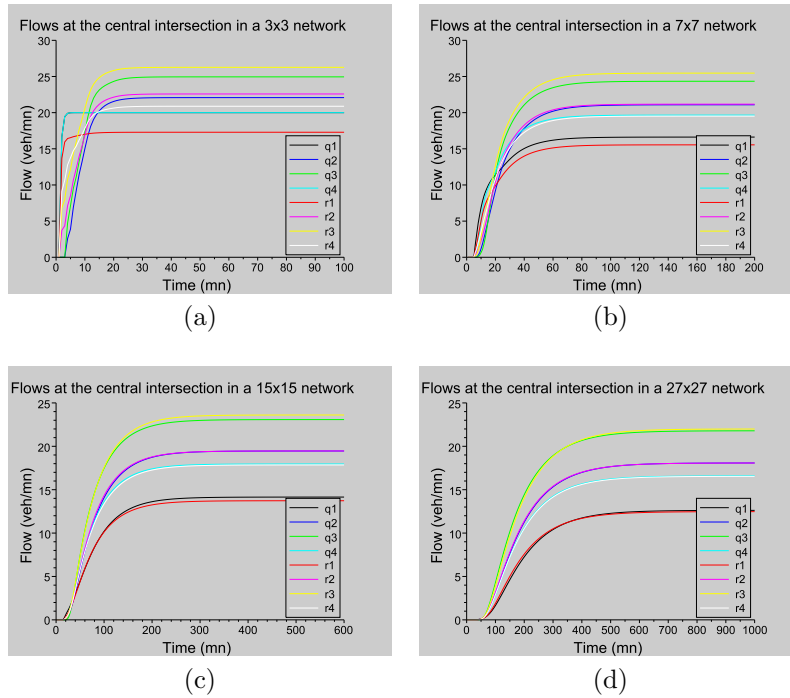 Flows at the central intersection in a 3x3 network
30
25
20
15
10
5
0
Flow (veh/mn)
q1
q2
q3
q4
r1
r2
r3
r4
0 10 20 30 40 50 60 70 80 90 100
Time (mn)
(a)
Flows at the central intersection in a 7x7 network
30
25
20
15
10
5
0
Flow (veh/mn)
q1
q2
q3
q4
r1
r2
r3
r4
0 20 40 60 80 100 120 140 160 180 200
Time (mn)
(b)
Flows at the central intersection in a 15x15 network
25
20
15
10
5
0
Flow (veh/mn)
q1
q2
q3
q4
r1
r2
r3
r4
0 100 200 300 400 500 600
Time (mn)
(c)
Flows at the central intersection in a 27x27 network
25
20
15
10
5
0
Flow (veh/mn)
q1
q2
q3
q4
r1
r2
r3
r4
0 100 200 300 400 500 600 700 800 900 1000
Time (mn)
(d)